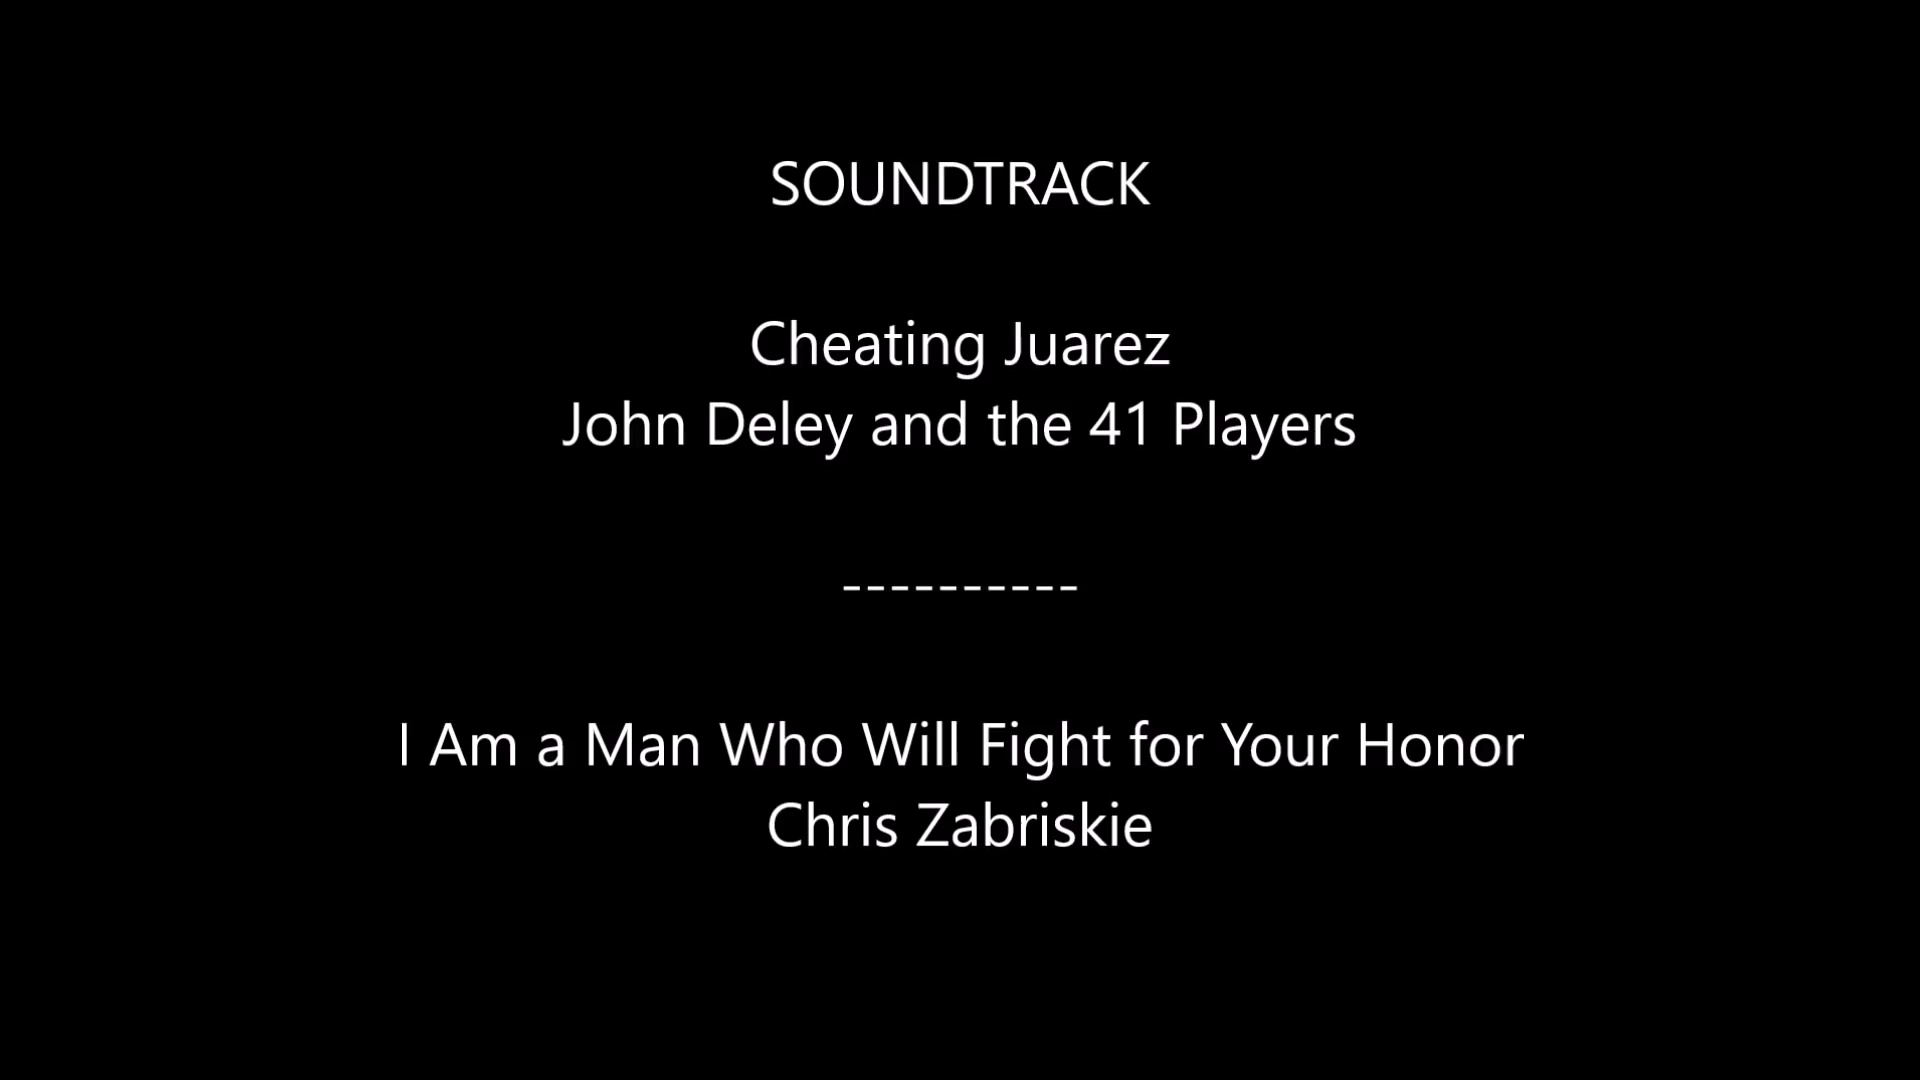 SOUNDTRACK
Cheating Juarez
John Deley and the 41 Players
----------
I Am a Man Who Will Fight for Your Honor
Chris Zabriskie